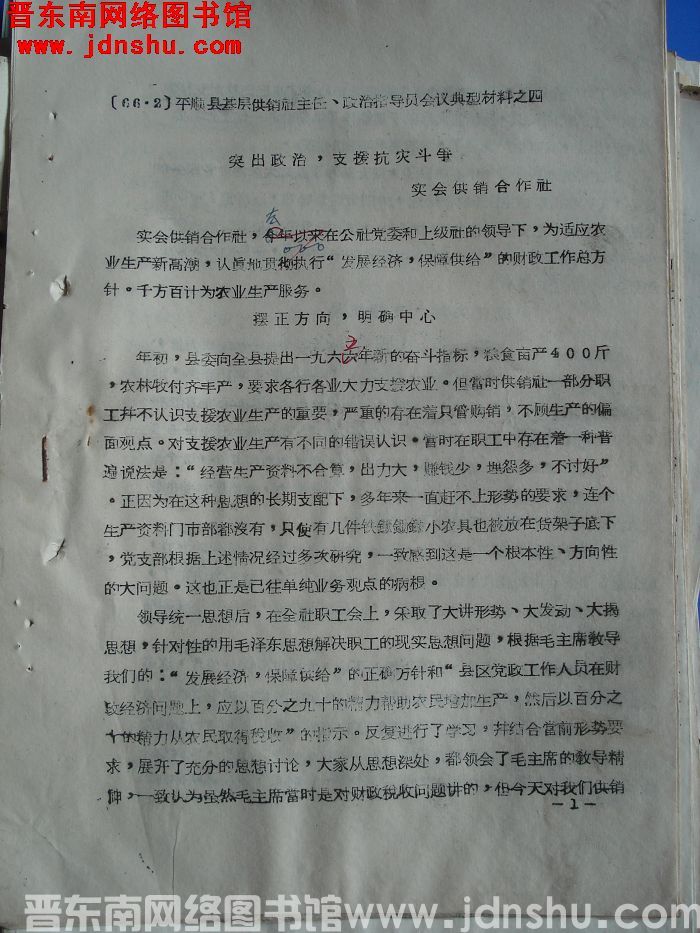 晋东南网络图书馆
www.jdnshu.com
〔66·2〕平顺县基层供销社主任、政治指导员会议典型材料之四
突出政治，支援抗灾斗争
实会供销合作社
去
实会供销合作社，今年以来在公社党委和上级社的领导下，为适应农
业生产新高潮，认真地贯彻执行“发展经济，保障供给”的财政工作总方
针。千方百计为农业生产服务。
摆正方向，明确中心
年初，县委向全县提出一九六六年新的奋斗指标，粮食亩产400斤
，农林牧付齐丰产，要求各行各业大力支援农业。但当时供销社一部分职
工并不认识支援农业生产的重要，严重的存在着只管购销，不顾生产的偏
面观点。对支援农业生产有不同的错误认识。当时在职工中存在着一种普
遍说法是：“经营生产资料不合算，出力大，赚钱少，埋怨多，不讨好”
。正因为在这种思想的长期支配下，多年来一直赶不上形势的要求，连个
生产资料门市部都没有，只使有几件铁小农具也被放在货架子底下
，党支部根据上述情况经过多次研究，一致感到这是一个根本性、方向性
的大问题。这也正是已往单纯业务观点的病根。
领导统一思想后，在全社职工会上，采取了大讲形势、大发动、大揭
思想，针对性的用毛泽东思想解决职工的现实思想问题，根据毛主席教导
我们的：“发展经济，保障供给”的正确方针和“县区党政工作人员在财
政经济问题上，应以百分之九十的精力帮助农民增加生产，然后以百分之
十的精力从农民取得税收”的指示。反复进行了学习，并结合当前形势要
求，展开了充分的思想讨论，大家从思想深处，都领会了毛主席的教导精
神，一致认为虽然毛主席当时是对财政税收问题讲的，但今天对我们供销
－1－
晋东南网络图书馆 www.jdnshu.com